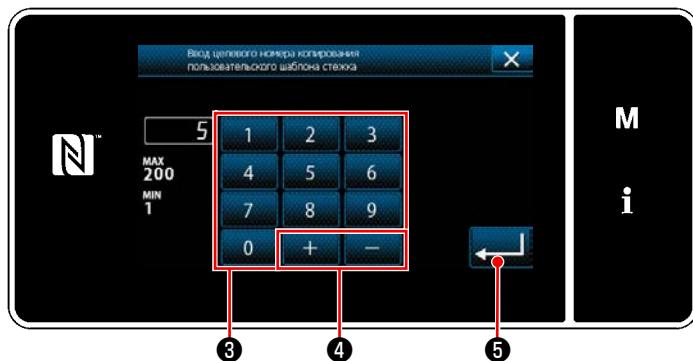 Ввод целевого номера копирования
пользовательского шаблона стежка
5
MAX
200
MIN
1
1 2 3
4 5 6
7 8 9
0 + −
M
i
❸ ❹ ❺